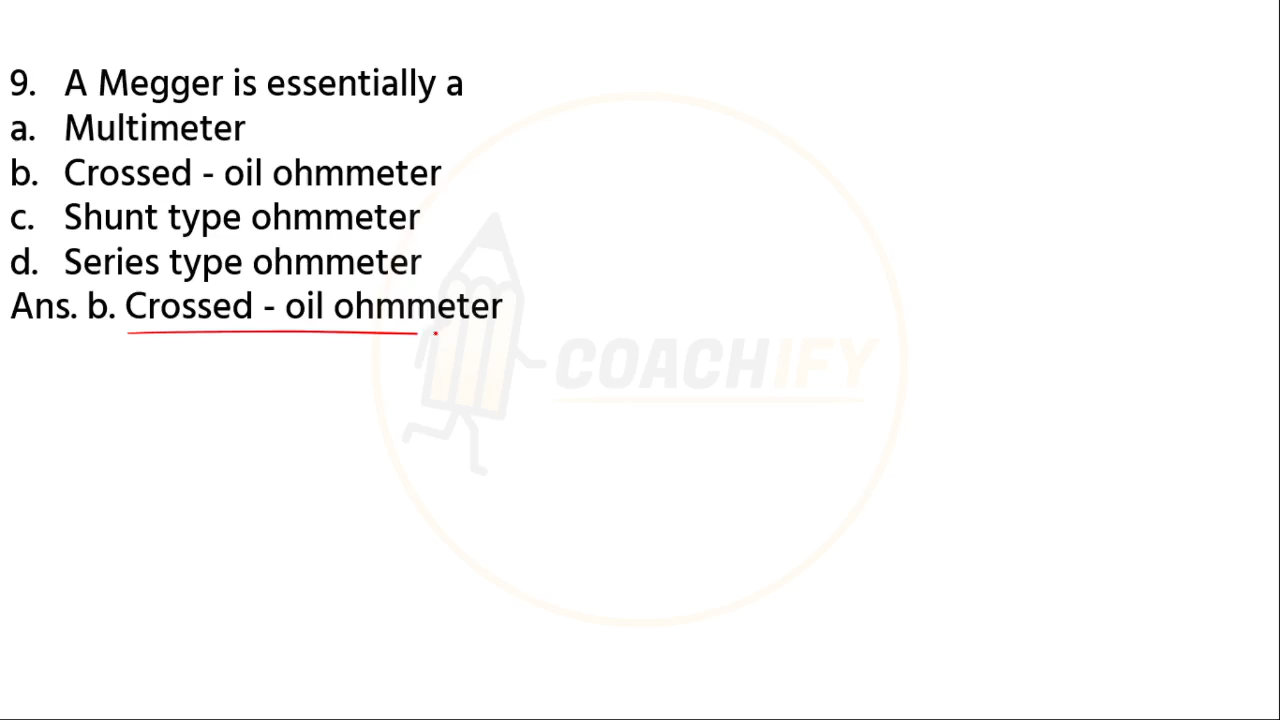 9. A Megger is essentially a
a. Multimeter
b. Crossed - oil ohmmeter
c. Shunt type ohmmeter
d. Series type ohmmeter
Ans. b. Crossed - oil ohmmeter
COACHIFY